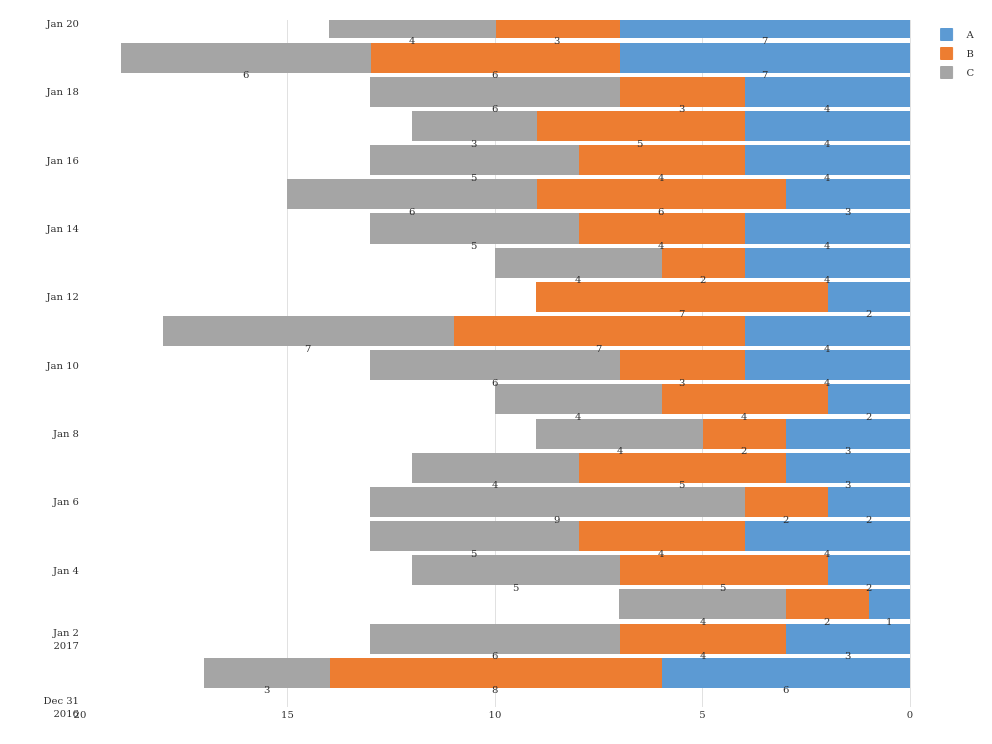 Jan 20
A
4 3 7
B
C
6 6 7
Jan 18
6 3 4
3 5 4
Jan 16
5 4 4
6 6 3
Jan 14
5 4 4
4 2 4
Jan 12
7 2
7 7 4
Jan 10
6 3 4
4 4 2
Jan 8
4 2 3
4 5 3
Jan 6
9 2 2
5 4 4
Jan 4
5 5 2
4 2 1
Jan 2
2017
6 4 3
3 8 6
Dec 31
2016
20 15 10 5 0